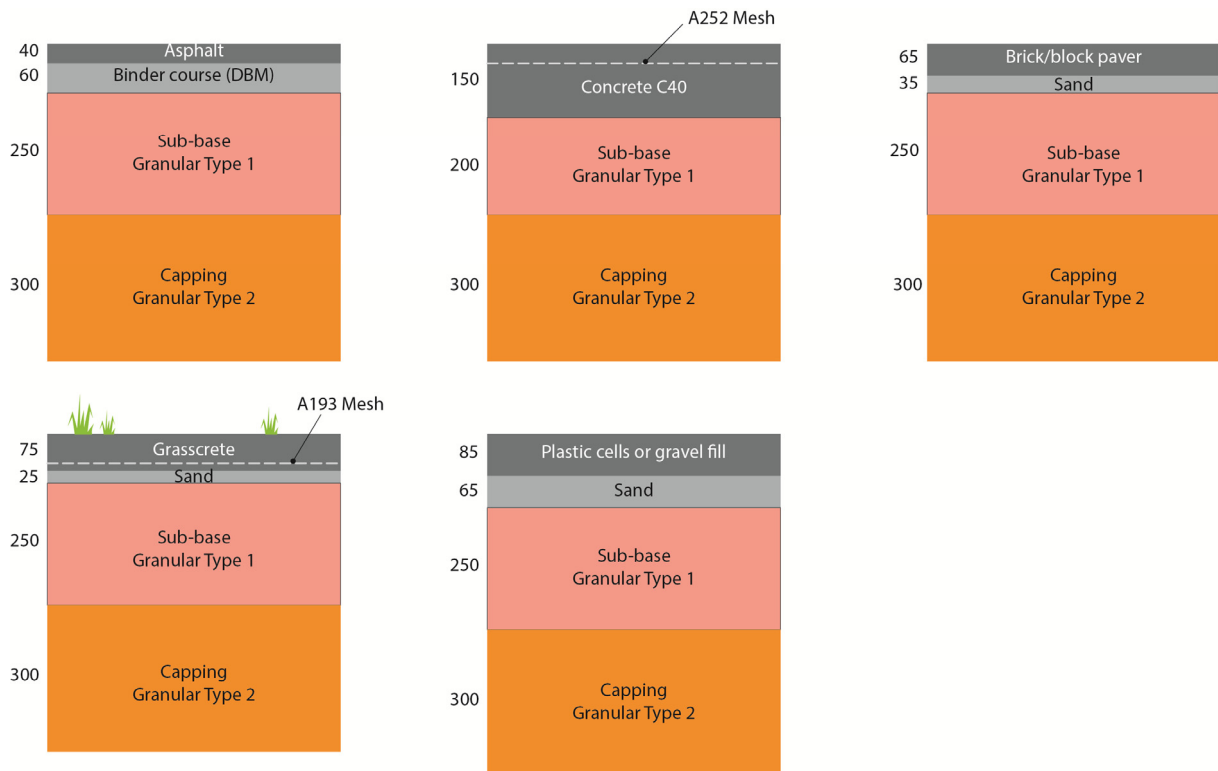 40
Asphalt
60
Binder course (DBM)
250
Sub-base
Granular Type 1
300
Capping
Granular Type 2
A252 Mesh
150
Concrete C40
200
Sub-base
Granular Type 1
300
Capping
Granular Type 2
65
Brick/block paver
35
Sand
250
Sub-base
Granular Type 1
300
Capping
Granular Type 2
A193 Mesh
75
Grasscrete
25
Sand
250
Sub-base
Granular Type 1
300
Capping
Granular Type 2
85
Plastic cells or gravel fill
65
Sand
250
Sub-base
Granular Type 1
300
Capping
Granular Type 2